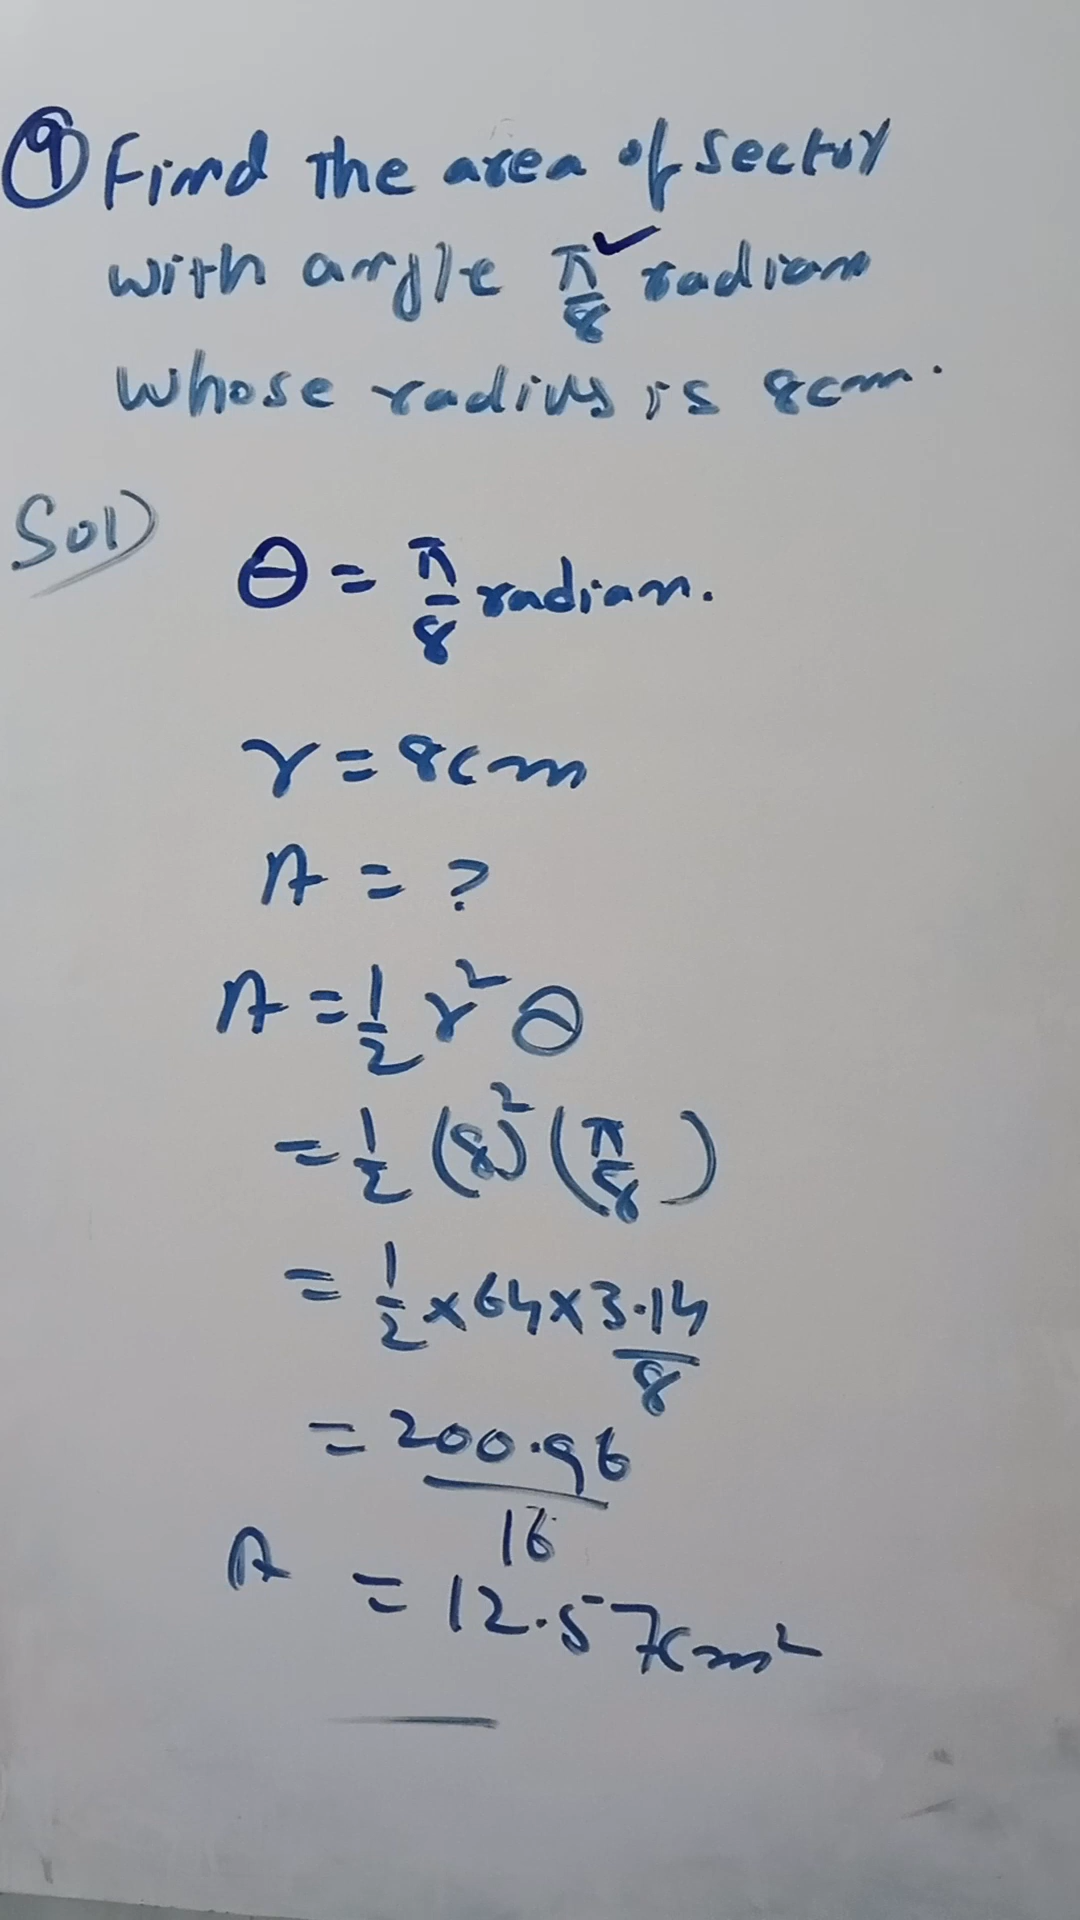 9 Find the area of sector
with angle π/8 ✓ radian
whose radius is 8cm.
Sol)
θ = π/8 radian.
r = 8cm
A = ?
A = 1/2 r² θ
= 1/2 (8)² (π/8)
= 1/2 × 64 × 3.14/8
= 200.96/16
A = 12.57cm²